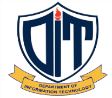 DIT
DEPARTMENT OF
INFORMATION TECHNOLOGY